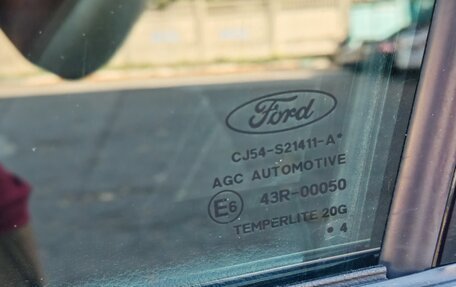 Ford
CJ54-S21411-A*
AGC AUTOMOTIVE
E6 43R-00050
TEMPERLITE 20G
• 4